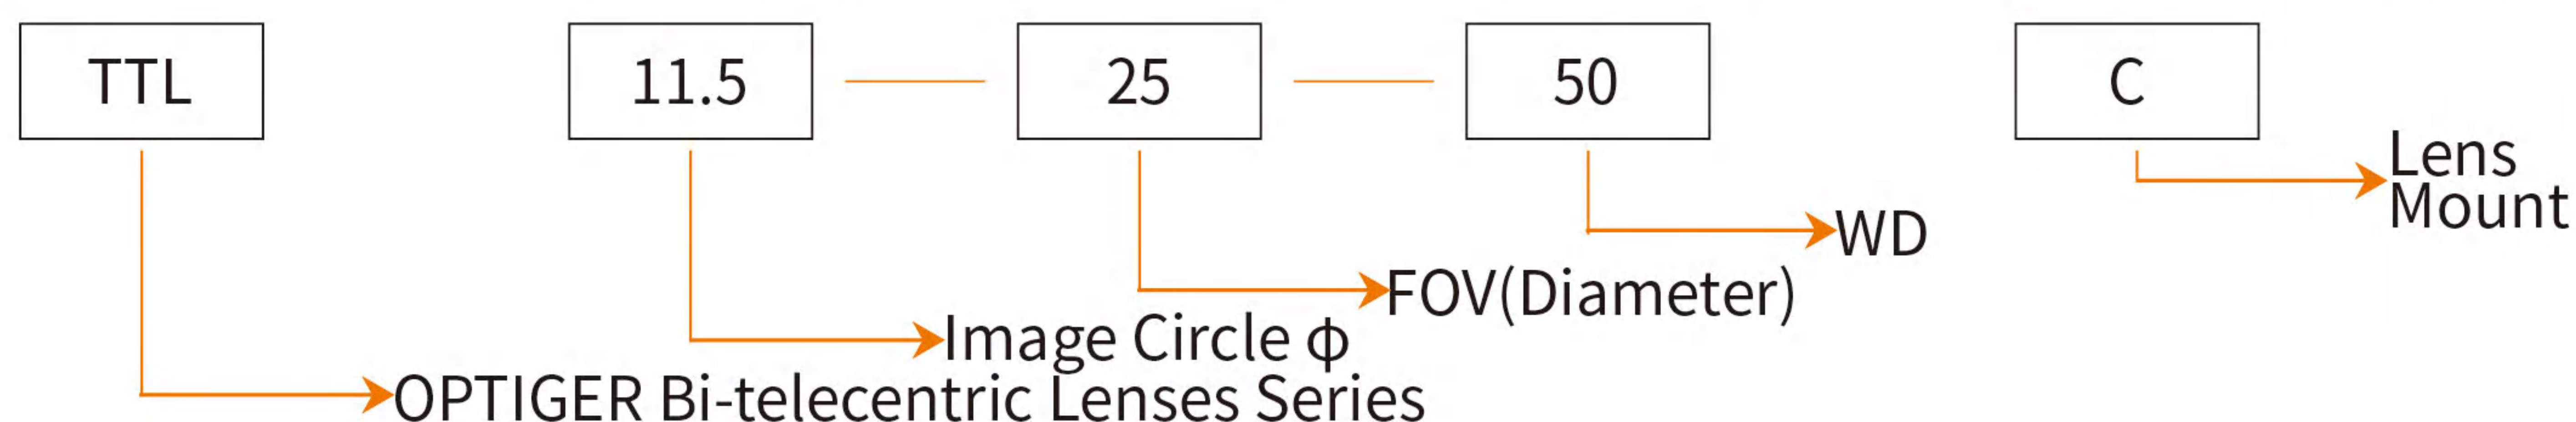 TTL 11.5 25 50 C
Lens
Mount
WD
FOV(Diameter)
Image Circle ϕ
OPTIGER Bi-telecentric Lenses Series